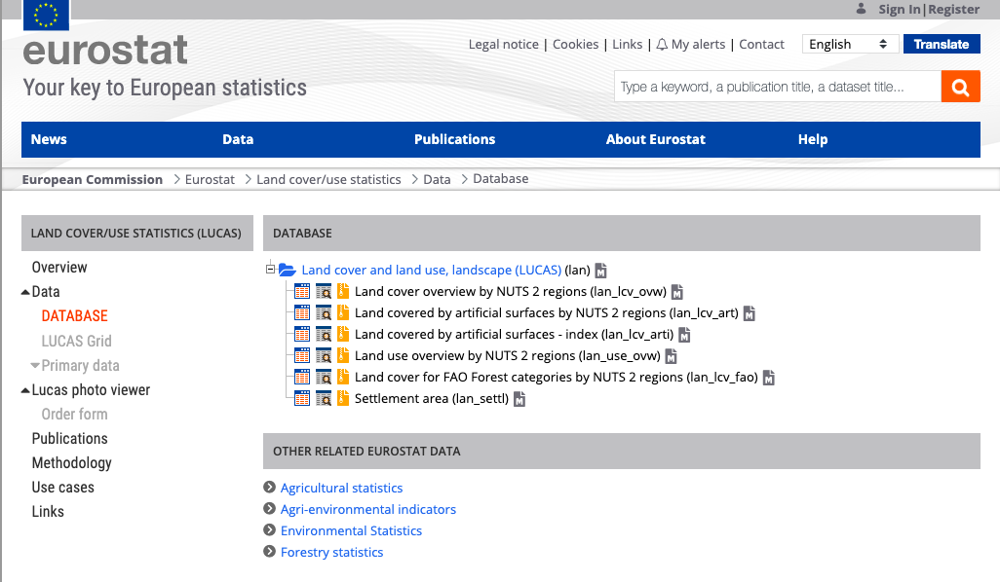 Sign In|Register
eurostat
Your key to European statistics
Legal notice | Cookies | Links | My alerts | Contact
English
Translate
Type a keyword, a publication title, a dataset title...
News Data Publications About Eurostat Help
European Commission > Eurostat > Land cover/use statistics > Data > Database
LAND COVER/USE STATISTICS (LUCAS)
Overview
Data
DATABASE
LUCAS Grid
Primary data
Lucas photo viewer
Order form
Publications
Methodology
Use cases
Links
DATABASE
Land cover and land use, landscape (LUCAS) (lan) M
Land cover overview by NUTS 2 regions (lan_lcv_ovw) M
Land covered by artificial surfaces by NUTS 2 regions (lan_lcv_art) M
Land covered by artificial surfaces - index (lan_lcv_arti) M
Land use overview by NUTS 2 regions (lan_use_ovw) M
Land cover for FAO Forest categories by NUTS 2 regions (lan_lcv_fao) M
Settlement area (lan_settl) M
OTHER RELATED EUROSTAT DATA
Agricultural statistics
Agri-environmental indicators
Environmental Statistics
Forestry statistics